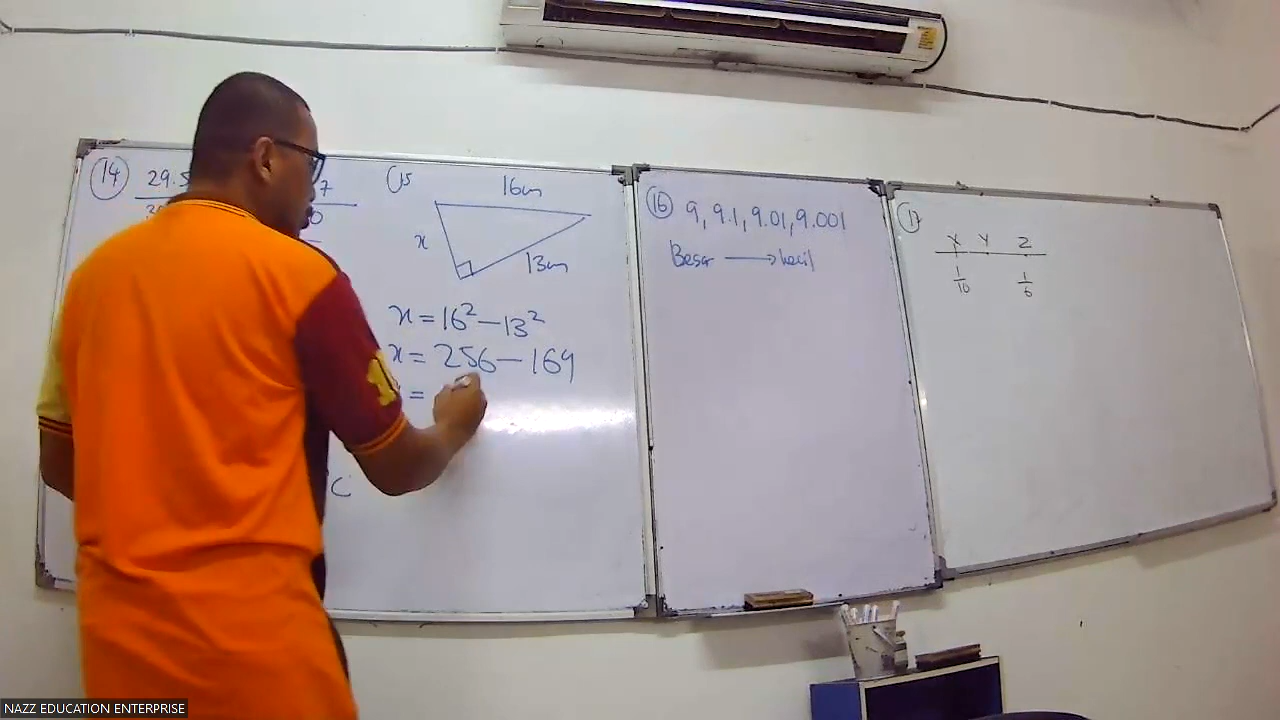 14
29.5
7
15
16cm
x
13cm
x = 16² – 13²
x = 256 – 169
=
C
16 9, 9.1, 9.01, 9.001
Besar → kecil
17
X Y Z
1/10 1/6
NAZZ EDUCATION ENTERPRISE